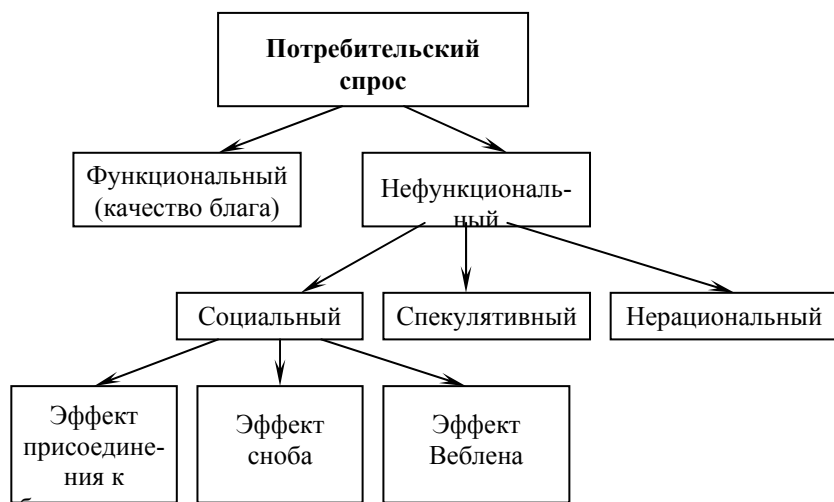 Потребительский
спрос
Функциональный
(качество блага)
Нефункциональ-
ный
Социальный
Спекулятивный
Нерациональный
Эффект
присоедине-
ния к
Эффект
сноба
Эффект
Веблена